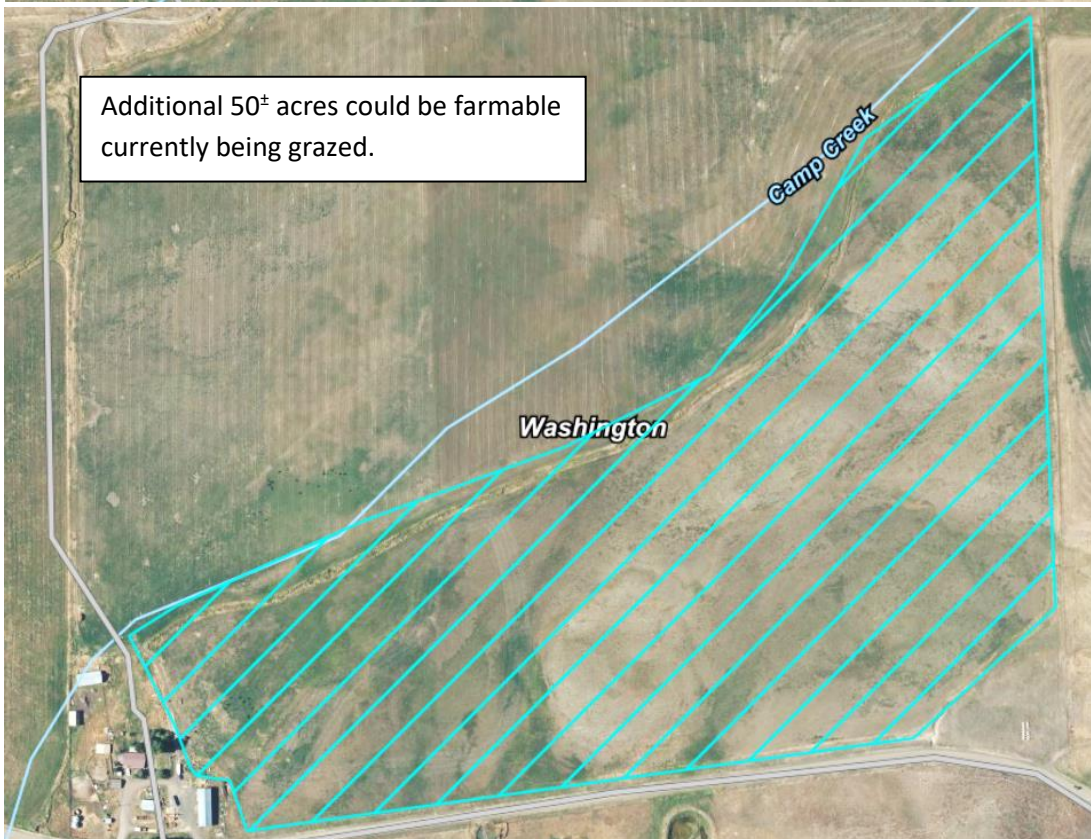 Additional 50± acres could be farmable
currently being grazed.
Camp Creek
Washington